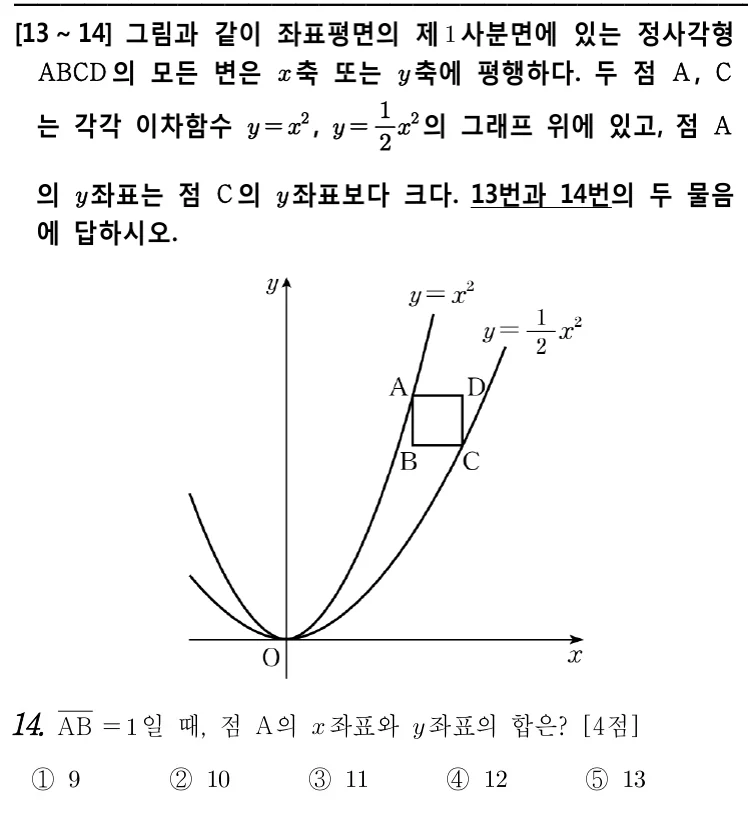 [13 ~ 14] 그림과 같이 좌표평면의 제 1 사분면에 있는 정사각형
ABCD의 모든 변은 x축 또는 y축에 평행하다. 두 점 A, C
는 각각 이차함수 y=x², y=1/2x²의 그래프 위에 있고, 점 A
의 y좌표는 점 C의 y좌표보다 크다. 13번과 14번의 두 물음
에 답하시오.
y
y=x²
y=1/2x²
A
D
B
C
O
x
14. A̅B̅=1일 때, 점 A의 x좌표와 y좌표의 합은? [4점]
① 9 ② 10 ③ 11 ④ 12 ⑤ 13